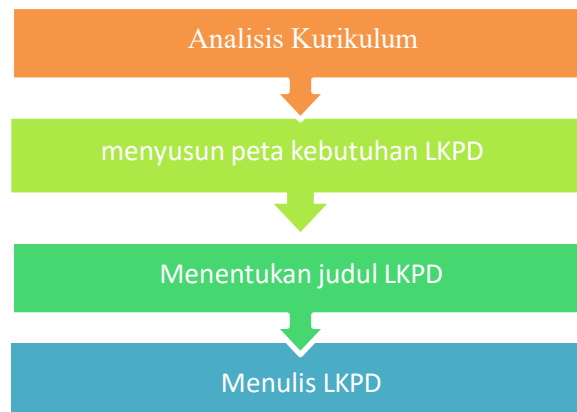 Analisis Kurikulum
menyusun peta kebutuhan LKPD
Menentukan judul LKPD
Menulis LKPD